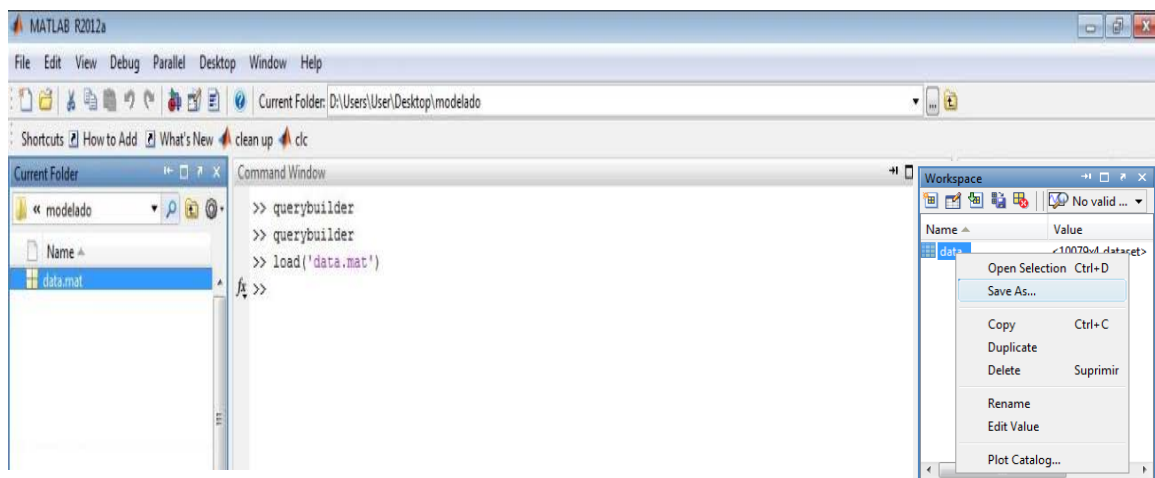 MATLAB R2012a
File Edit View Debug Parallel Desktop Window Help
Current Folder: D:\Users\User\Desktop\modelado
Shortcuts How to Add What's New clean up clc
Current Folder
« modelado
Name
data.mat
Command Window
>> querybuilder
>> querybuilder
>> load('data.mat')
fx >>
Workspace
No valid ...
Name Value
data <10079x4 dataset>
Open Selection Ctrl+D
Save As...
Copy Ctrl+C
Duplicate
Delete Suprimir
Rename
Edit Value
Plot Catalog...